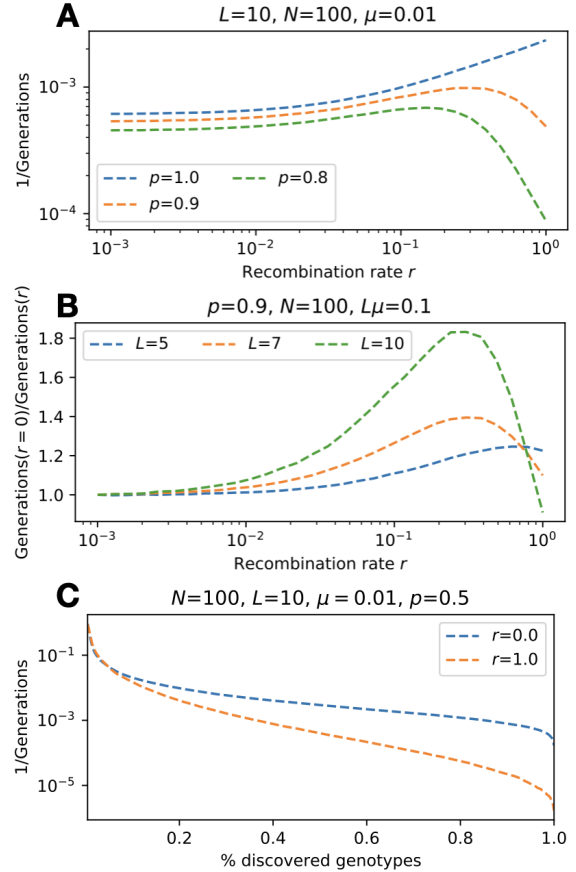 A
L=10, N=100, μ=0.01
1/Generations
10⁻³
10⁻⁴
p=1.0
p=0.9
p=0.8
10⁻³ 10⁻² 10⁻¹ 10⁰
Recombination rate r
B
p=0.9, N=100, Lμ=0.1
Generations(r = 0)/Generations(r)
1.8
1.6
1.4
1.2
1.0
L=5 L=7 L=10
10⁻³ 10⁻² 10⁻¹ 10⁰
Recombination rate r
C
N=100, L=10, μ = 0.01, p=0.5
1/Generations
10⁻¹
10⁻³
10⁻⁵
r=0.0
r=1.0
0.2 0.4 0.6 0.8 1.0
% discovered genotypes